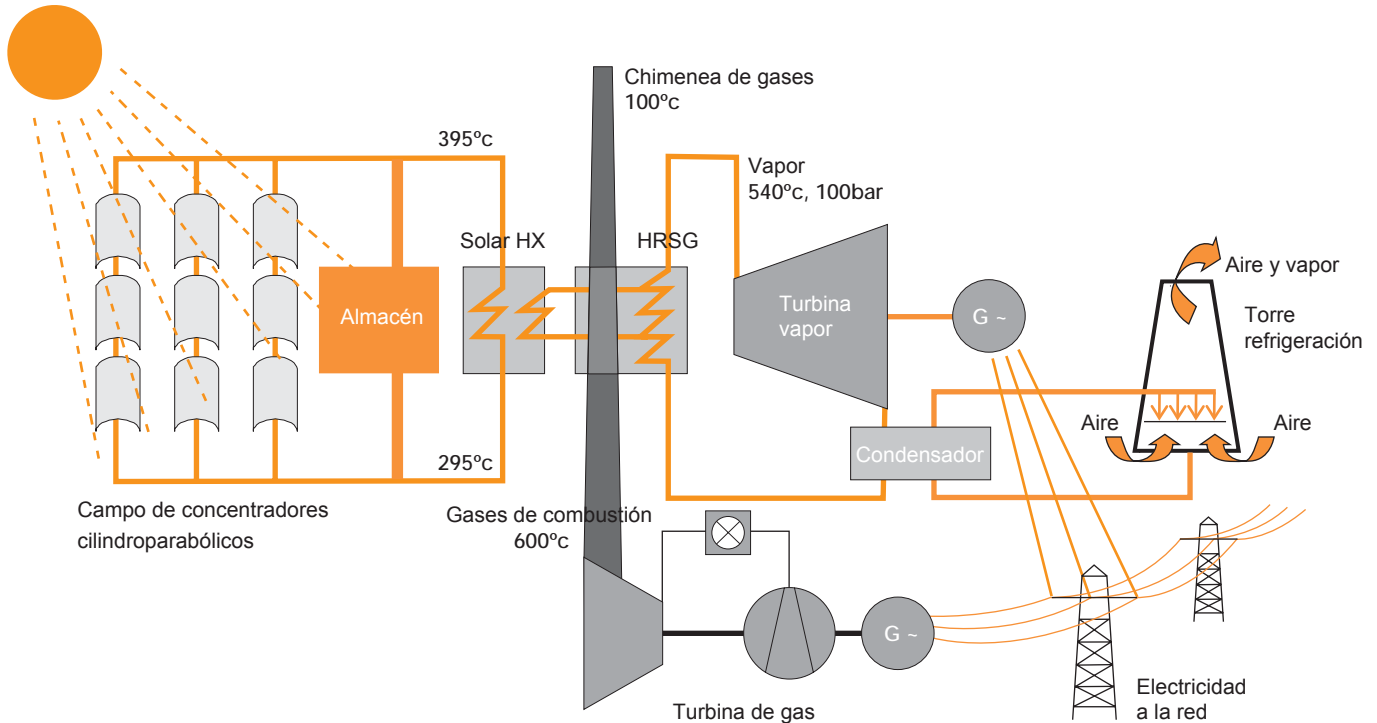 Chimenea de gases
100ºc
395ºc
Vapor
540ºc, 100bar
Solar HX
HRSG
Almacén
Turbina
vapor
G ~
Aire y vapor
Torre
refrigeración
Aire
Aire
Condensador
295ºc
Campo de concentradores
cilindroparabólicos
Gases de combustión
600ºc
G ~
Turbina de gas
Electricidad
a la red